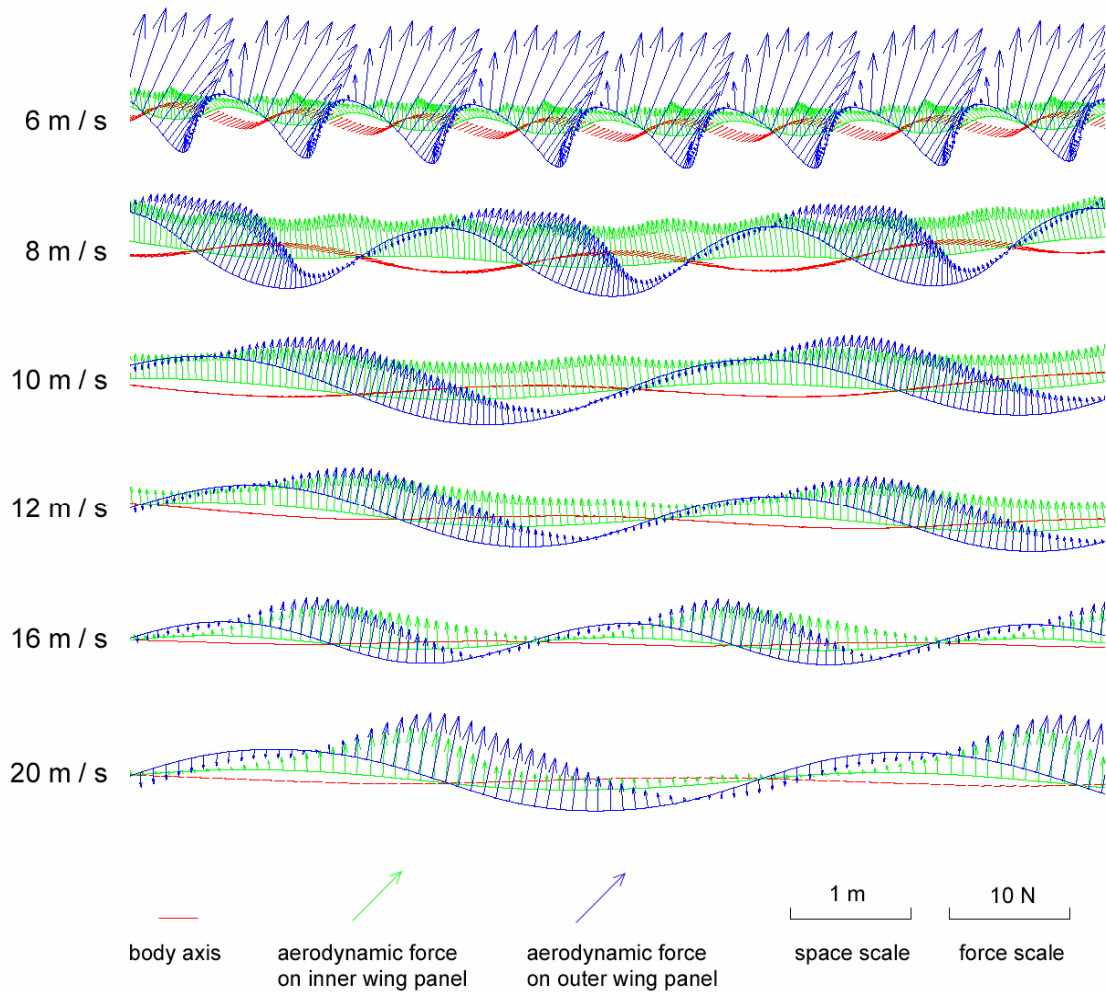 6 m / s
8 m / s
10 m / s
12 m / s
16 m / s
20 m / s
1 m
10 N
body axis
aerodynamic force
on inner wing panel
aerodynamic force
on outer wing panel
space scale
force scale